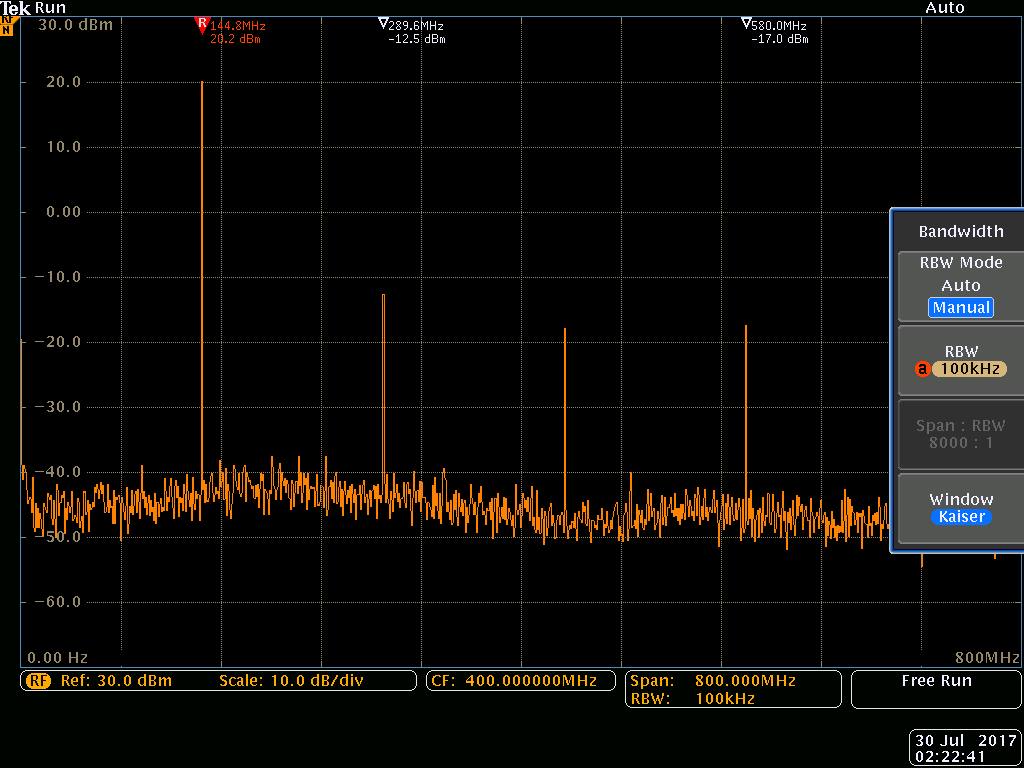 Tek Run Auto
R
N
30.0 dBm
R 144.8MHz 289.6MHz 580.0MHz
20.2 dBm -12.5 dBm -17.0 dBm
20.0
10.0
0.00
-10.0
-20.0
-30.0
-40.0
-50.0
-60.0
0.00 Hz 800MHz
Bandwidth
RBW Mode
Auto
Manual
RBW
a 100kHz
Span : RBW
8000 : 1
Window
Kaiser
RF Ref: 30.0 dBm Scale: 10.0 dB/div CF: 400.000000MHz Span: 800.000MHz Free Run
RBW: 100kHz
30 Jul 2017
02:22:41